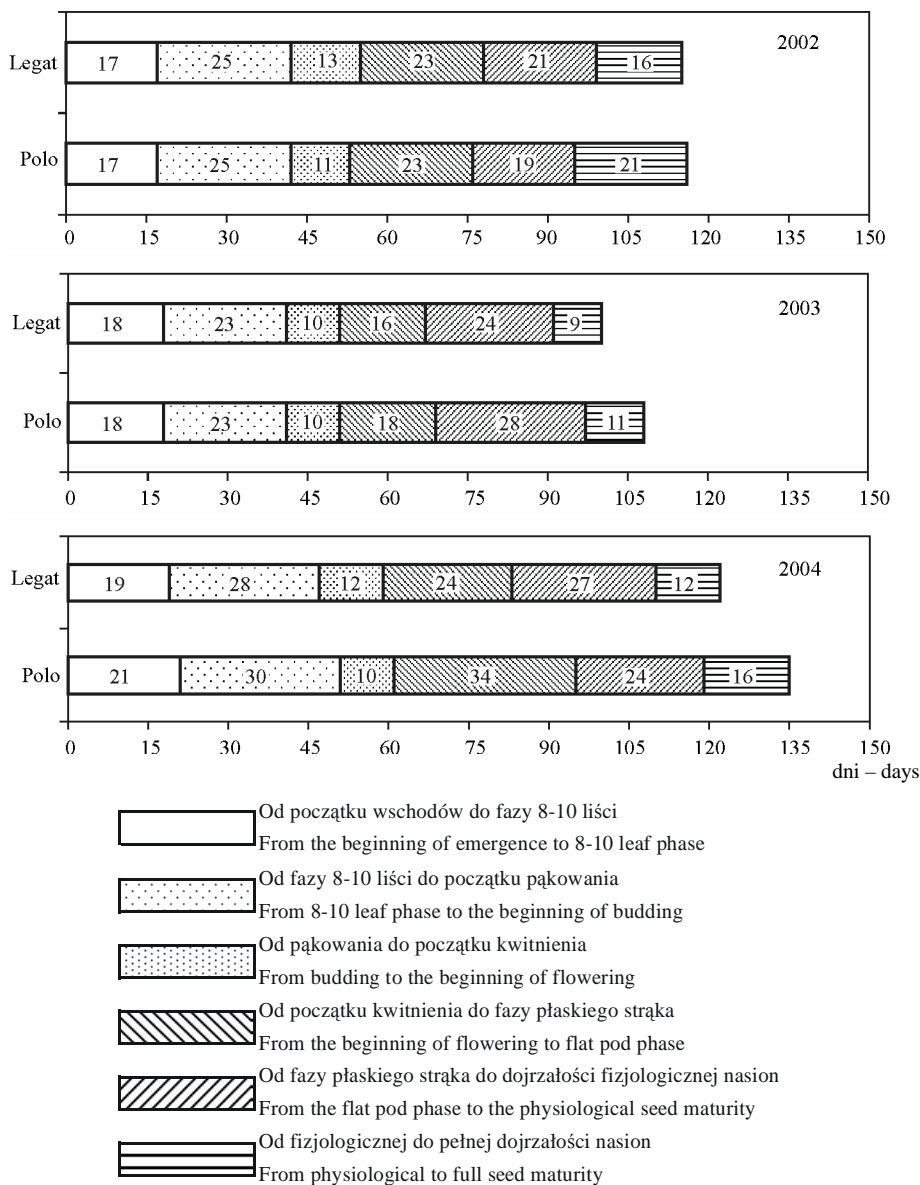 2002
Legat 17 25 13 23 21 16
Polo 17 25 11 23 19 21
0 15 30 45 60 75 90 105 120 135 150
2003
Legat 18 23 10 16 24 9
Polo 18 23 10 18 28 11
0 15 30 45 60 75 90 105 120 135 150
2004
Legat 19 28 12 24 27 12
Polo 21 30 10 34 24 16
0 15 30 45 60 75 90 105 120 135 150
dni – days
Od początku wschodów do fazy 8-10 liści
From the beginning of emergence to 8-10 leaf phase
Od fazy 8-10 liści do początku pąkowania
From 8-10 leaf phase to the beginning of budding
Od pąkowania do początku kwitnienia
From budding to the beginning of flowering
Od początku kwitnienia do fazy płaskiego strąka
From the beginning of flowering to flat pod phase
Od fazy płaskiego strąka do dojrzałości fizjologicznej nasion
From the flat pod phase to the physiological seed maturity
Od fizjologicznej do pełnej dojrzałości nasion
From physiological to full seed maturity